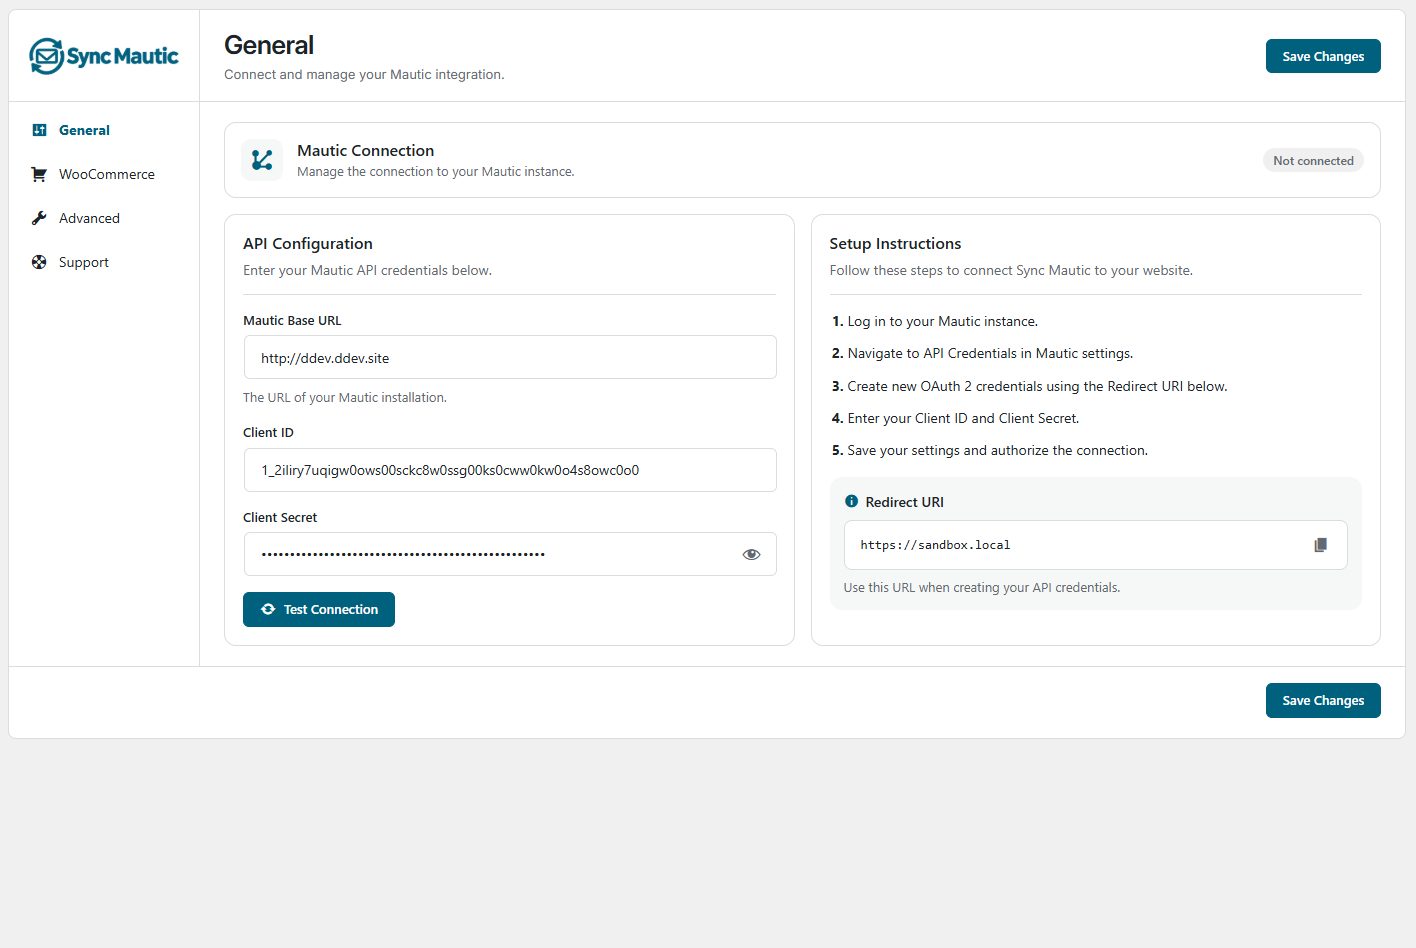 Sync Mautic
General
Connect and manage your Mautic integration.
Save Changes
General
WooCommerce
Advanced
Support
Mautic Connection
Manage the connection to your Mautic instance.
Not connected
API Configuration
Enter your Mautic API credentials below.
Mautic Base URL
http://ddev.ddev.site
The URL of your Mautic installation.
Client ID
1_2iliry7uqigw0ows00sckc8w0ssg00ks0cww0kw0o4s8owc0o0
Client Secret
Test Connection
Setup Instructions
Follow these steps to connect Sync Mautic to your website.
1. Log in to your Mautic instance.
2. Navigate to API Credentials in Mautic settings.
3. Create new OAuth 2 credentials using the Redirect URI below.
4. Enter your Client ID and Client Secret.
5. Save your settings and authorize the connection.
Redirect URI
https://sandbox.local
Use this URL when creating your API credentials.
Save Changes